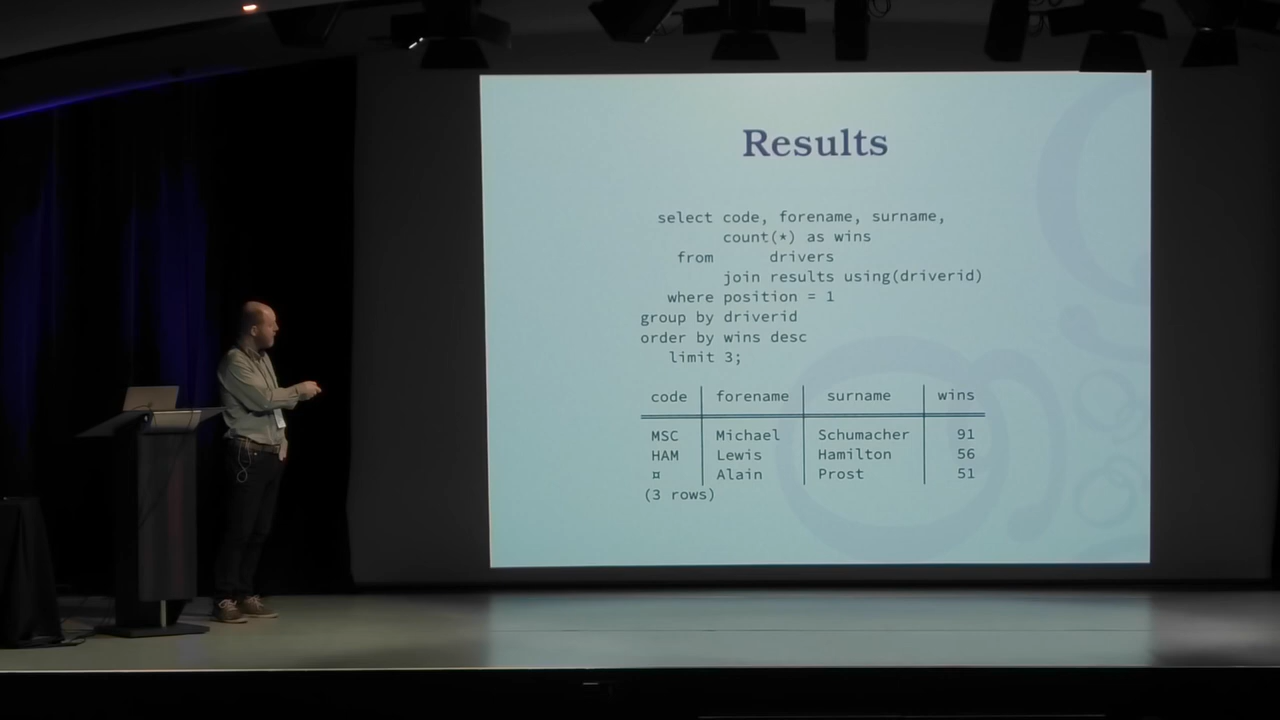 Results
select code, forename, surname,
count(*) as wins
from drivers
join results using(driverid)
where position = 1
group by driverid
order by wins desc
limit 3;
code | forename | surname | wins
MSC | Michael | Schumacher | 91
HAM | Lewis | Hamilton | 56
¤ | Alain | Prost | 51
(3 rows)